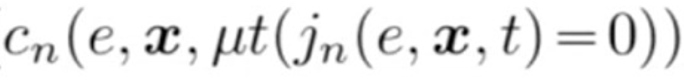 c_n(e, 𝒙, μt(j_n(e, 𝒙, t) = 0))